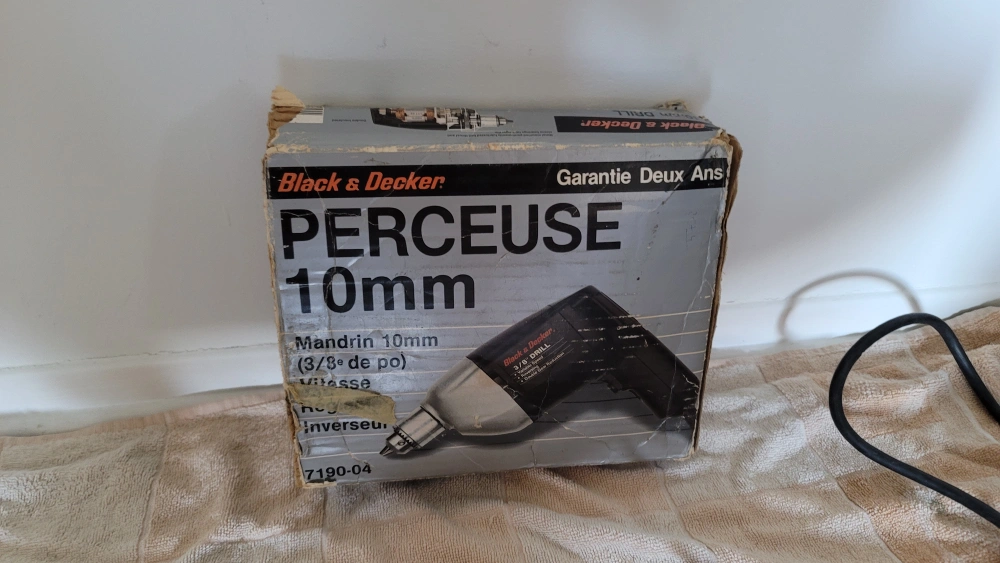 Black & Decker
DRILL
Black & Decker
Garantie Deux Ans
PERCEUSE
10mm
Mandrin 10mm
(3/8e de po)
Vitesse
Inverseur
7190-04
Black & Decker
3/8" DRILL